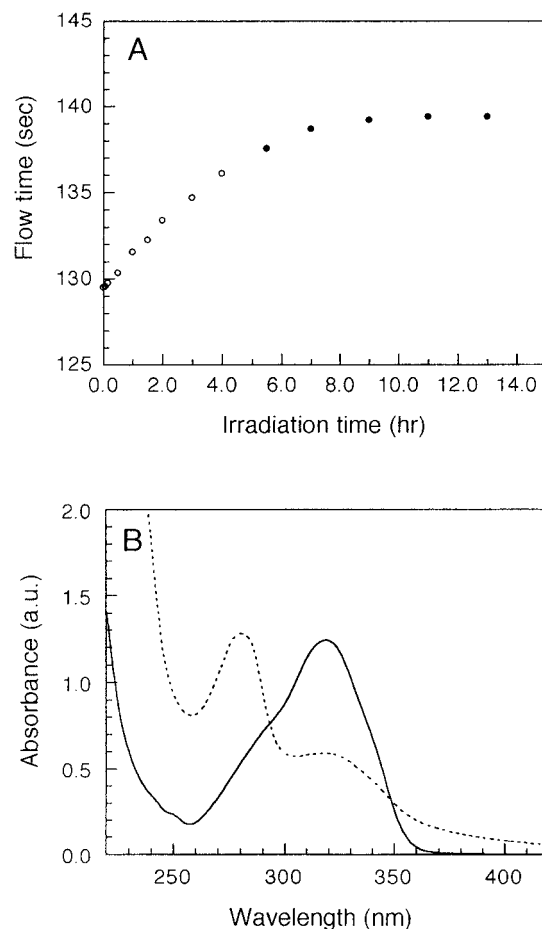 A
145
140
135
130
125
Flow time (sec)
0.0 2.0 4.0 6.0 8.0 10.0 12.0 14.0
Irradiation time (hr)
B
2.0
1.5
1.0
0.5
0.0
Absorbance (a.u.)
250 300 350 400
Wavelength (nm)